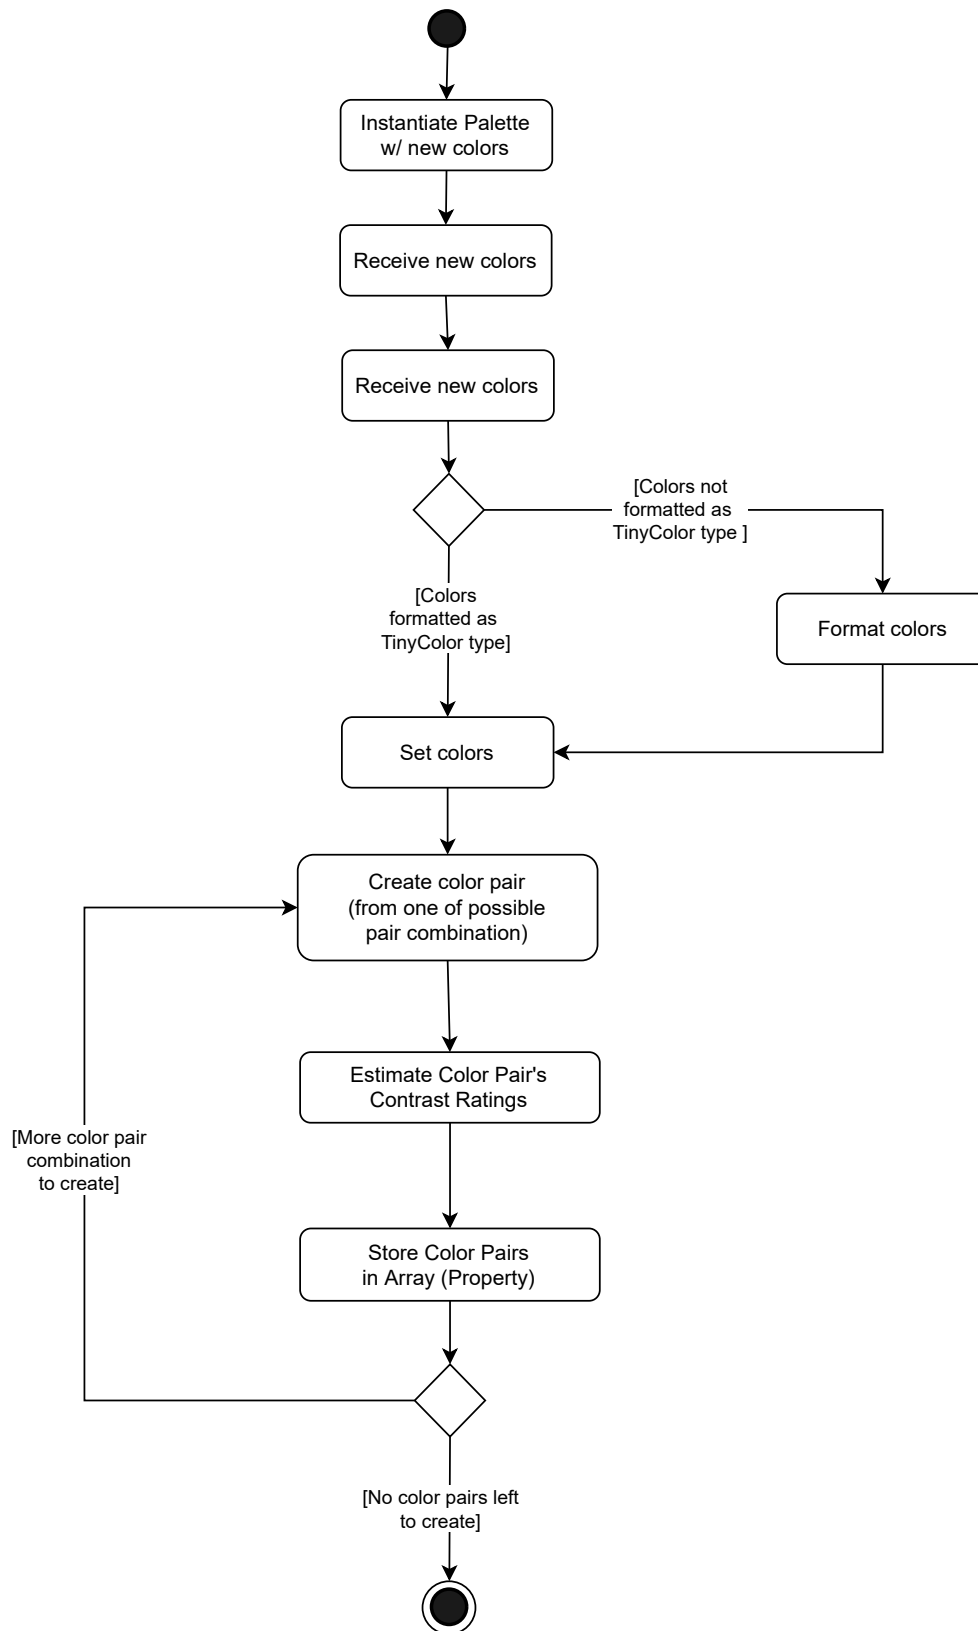 Instantiate Palette
w/ new colors
Receive new colors
Receive new colors
[Colors not
formatted as
TinyColor type ]
[Colors
formatted as
TinyColor type]
Format colors
Set colors
Create color pair
(from one of possible
pair combination)
Estimate Color Pair's
Contrast Ratings
[More color pair
combination
to create]
Store Color Pairs
in Array (Property)
[No color pairs left
to create]